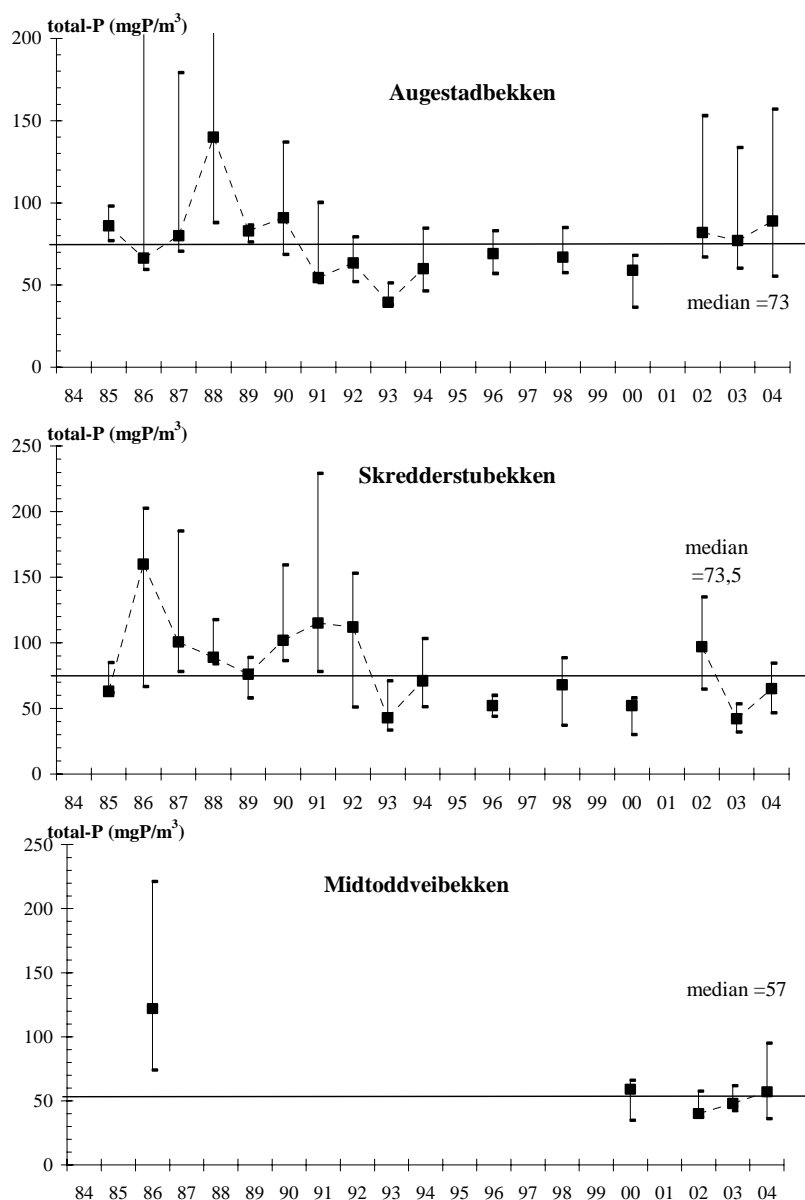 total-P (mgP/m³)
Augestadbekken
200
150
100
50
0
median =73
84 85 86 87 88 89 90 91 92 93 94 95 96 97 98 99 00 01 02 03 04
total-P (mgP/m³)
Skredderstubekken
250
200
150
100
50
0
median
=73,5
84 85 86 87 88 89 90 91 92 93 94 95 96 97 98 99 00 01 02 03 04
total-P (mgP/m³)
Midtoddveibekken
250
200
150
100
50
0
median =57
84 85 86 87 88 89 90 91 92 93 94 95 96 97 98 99 00 01 02 03 04